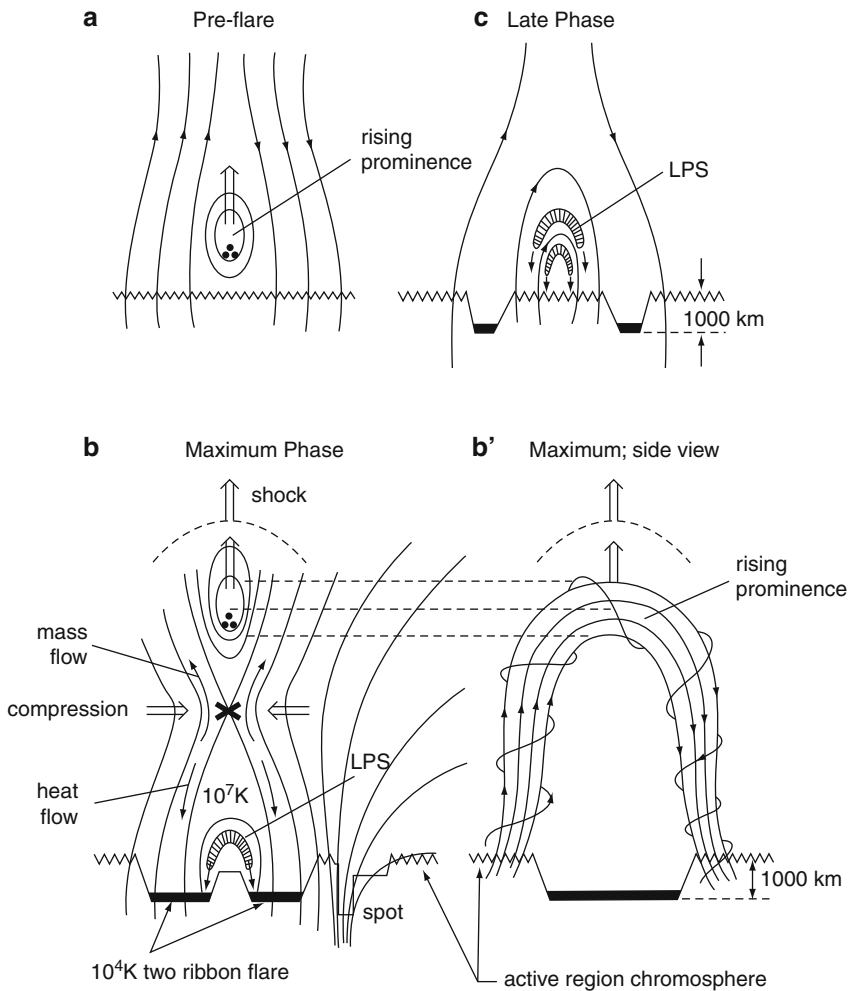 a
Pre-flare
c
Late Phase
rising
prominence
LPS
1000 km
b
Maximum Phase
b’
Maximum; side view
shock
rising
prominence
mass
flow
compression
LPS
heat
flow
10⁷K
1000 km
spot
10⁴K two ribbon flare
active region chromosphere